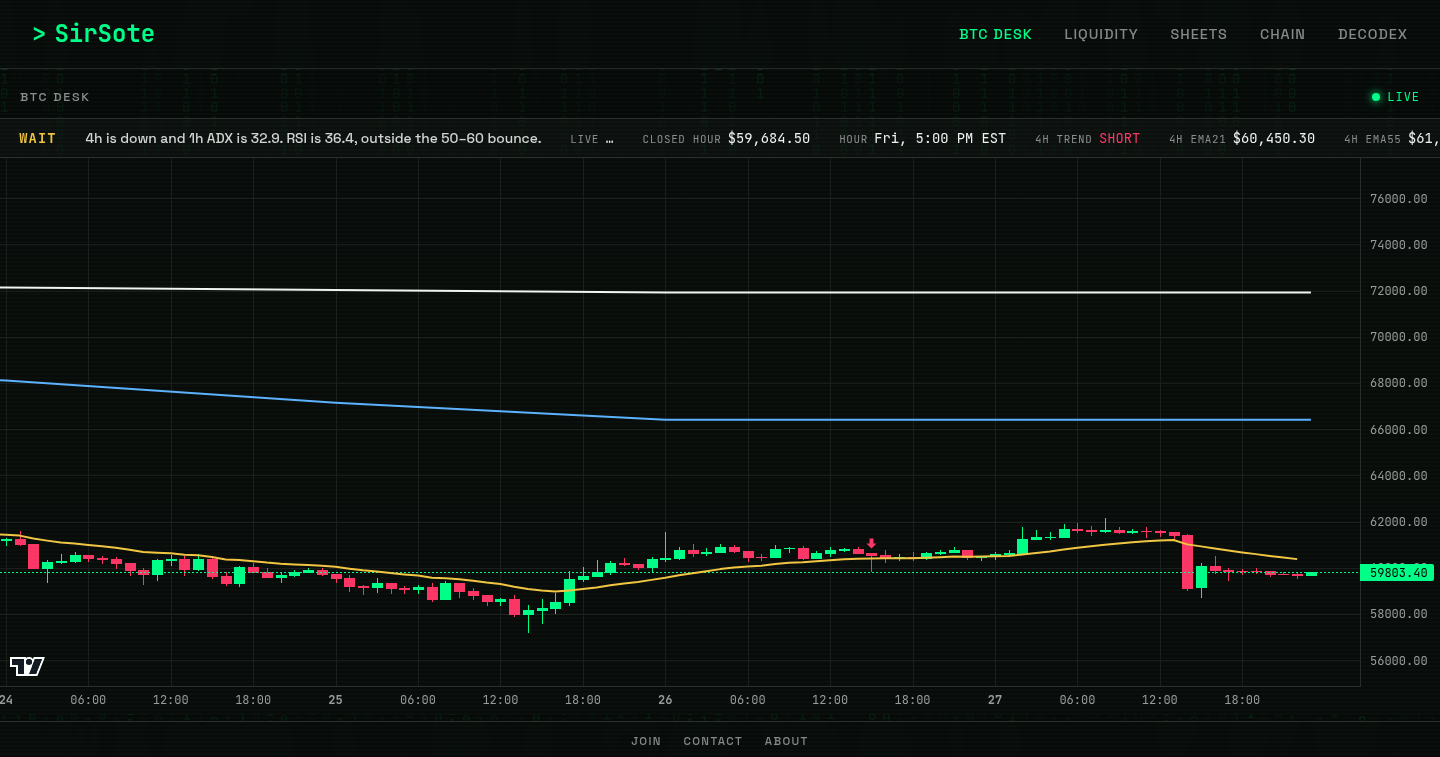 > SirSote
BTC DESK LIQUIDITY SHEETS CHAIN DECODEX
BTC DESK
LIVE
WAIT 4h is down and 1h ADX is 32.9. RSI is 36.4, outside the 50–60 bounce. LIVE … CLOSED HOUR $59,684.50 HOUR Fri, 5:00 PM EST 4H TREND SHORT 4H EMA21 $60,450.30 4H EMA55 $61,
76000.00
74000.00
72000.00
70000.00
68000.00
66000.00
64000.00
62000.00
59803.40
58000.00
56000.00
24 06:00 12:00 18:00 25 06:00 12:00 18:00 26 06:00 12:00 18:00 27 06:00 12:00 18:00
JOIN CONTACT ABOUT